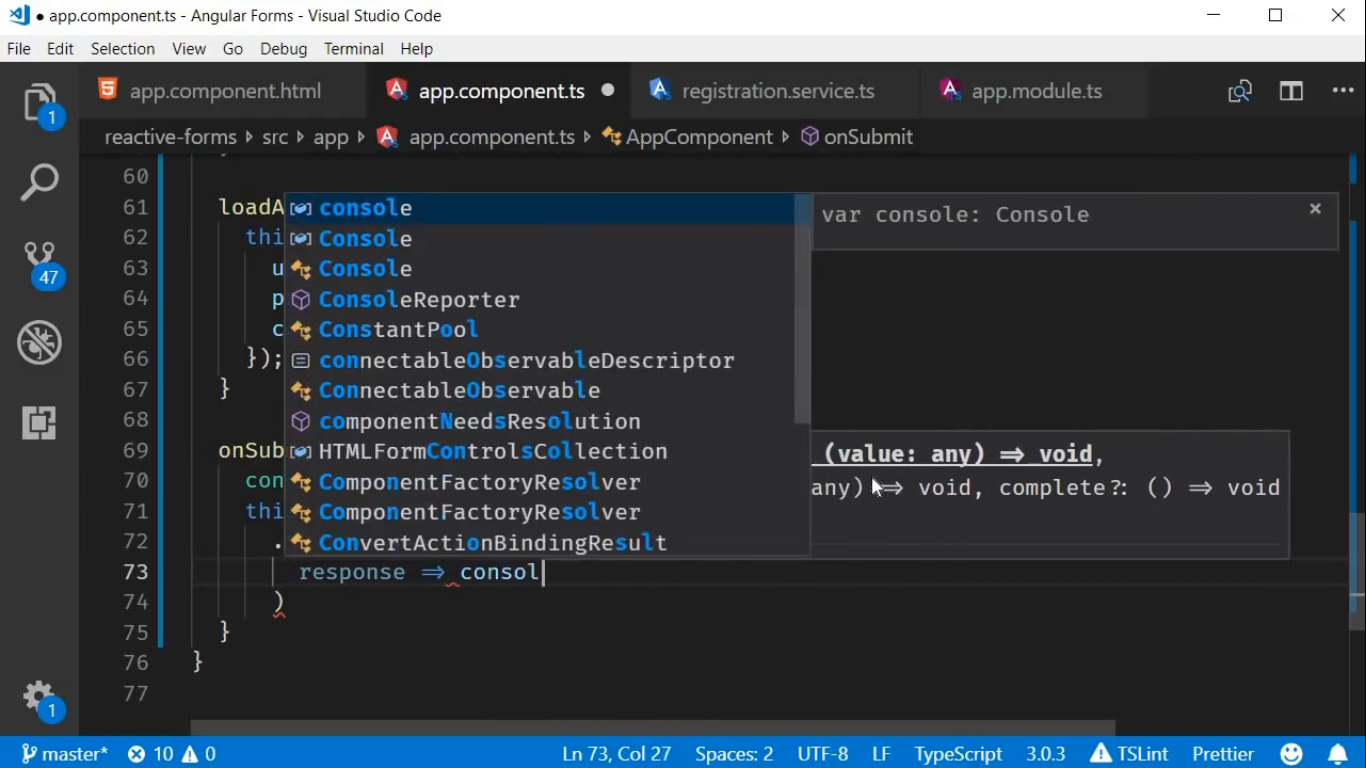 app.component.ts - Angular Forms - Visual Studio Code
File Edit Selection View Go Debug Terminal Help
app.component.html app.component.ts registration.service.ts app.module.ts
reactive-forms src app app.component.ts AppComponent onSubmit
60
61 loadA console var console: Console
62 thi Console
63 u Console
64 p ConsoleReporter
65 c ConstantPool
66 }); connectableObservableDescriptor
67 } ConnectableObservable
68 componentNeedsResolution
69 onSub HTMLFormControlsCollection (value: any) => void,
70 con ComponentFactoryResolver any) => void, complete?: () => void
71 thi ComponentFactoryResolver
72 . ConvertActionBindingResult
73 response => consol
74 )
75 }
76 }
77
1
47
1
master* 10 0 Ln 73, Col 27 Spaces: 2 UTF-8 LF TypeScript 3.0.3 TSLint Prettier